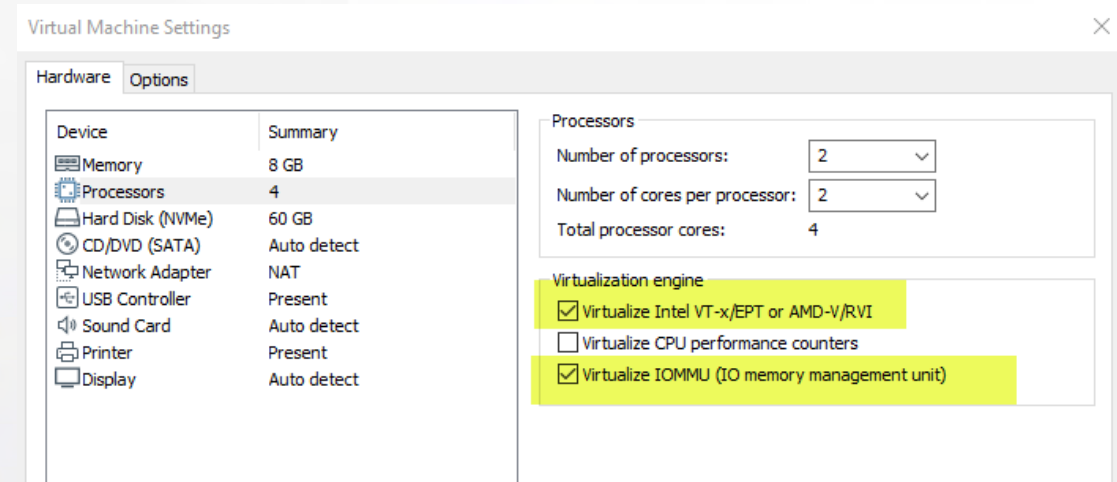 Virtual Machine Settings
Hardware Options
Device Summary
Memory 8 GB
Processors 4
Hard Disk (NVMe) 60 GB
CD/DVD (SATA) Auto detect
Network Adapter NAT
USB Controller Present
Sound Card Auto detect
Printer Present
Display Auto detect
Processors
Number of processors: 2
Number of cores per processor: 2
Total processor cores: 4
Virtualization engine
Virtualize Intel VT-x/EPT or AMD-V/RVI
Virtualize CPU performance counters
Virtualize IOMMU (IO memory management unit)